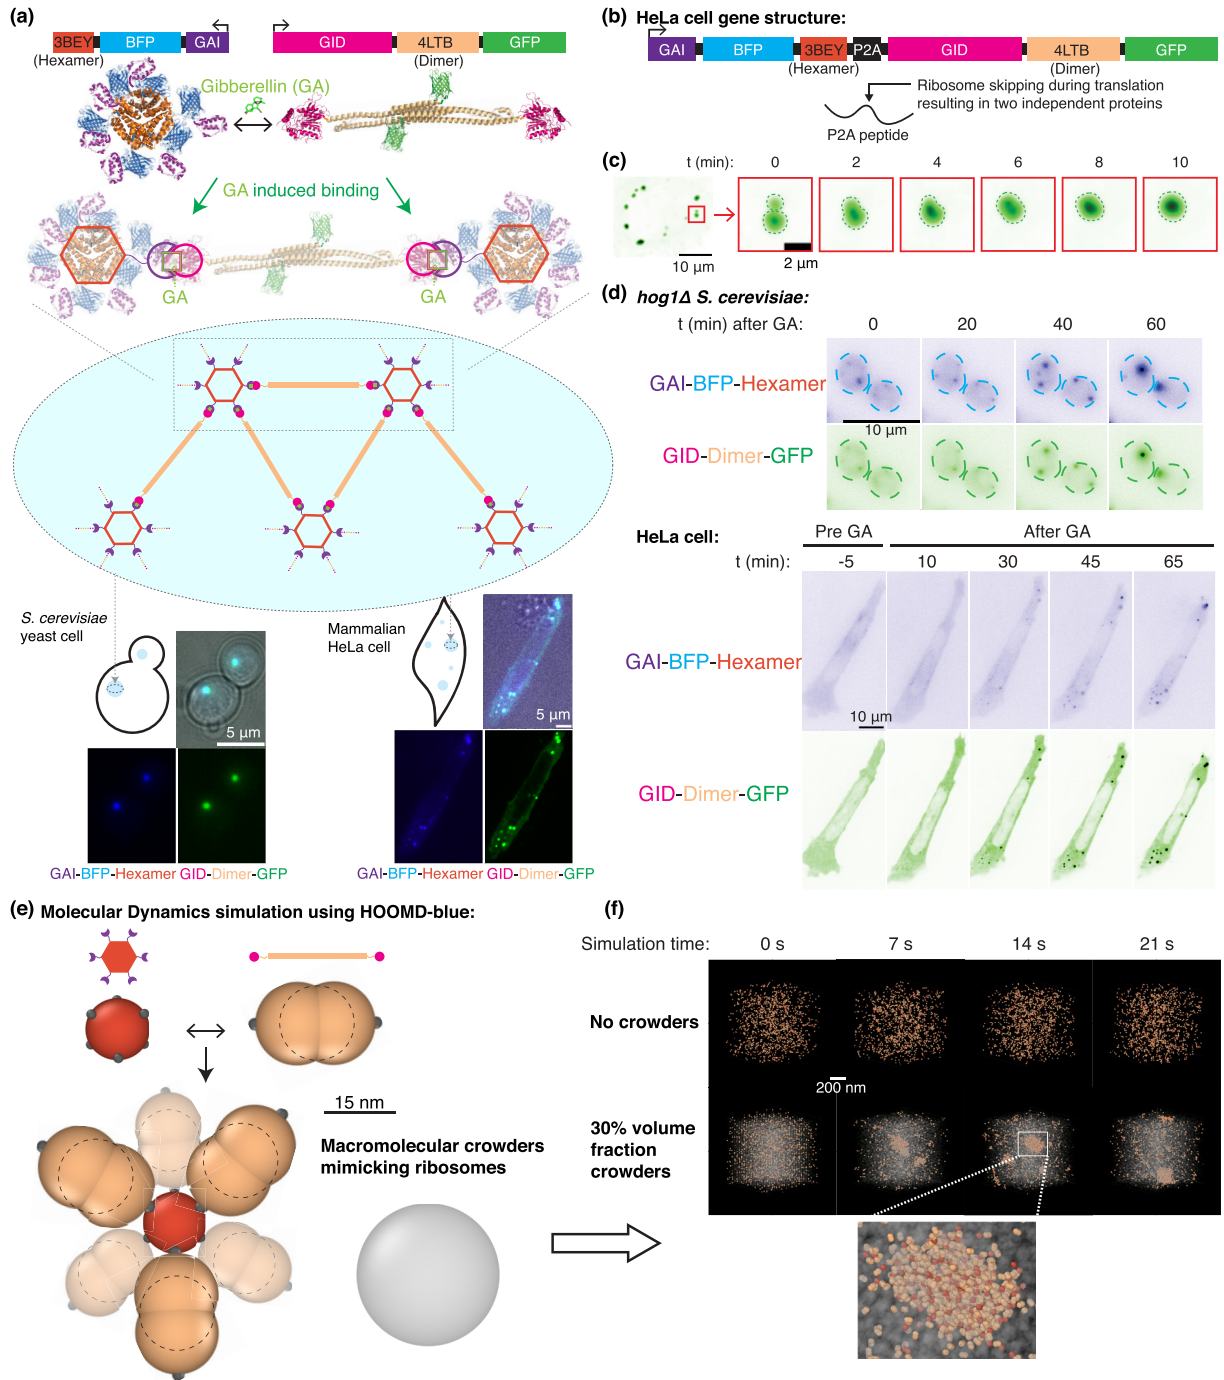 (a)
3BEY BFP GAI GID 4LTB GFP
(Hexamer) (Dimer)
Gibberellin (GA)
GA induced binding
GA GA
S. cerevisiae
yeast cell
Mammalian
HeLa cell
5 µm
5 µm
GAI-BFP-Hexamer GID-Dimer-GFP
GAI-BFP-Hexamer GID-Dimer-GFP
(b) HeLa cell gene structure:
GAI BFP 3BEY P2A GID 4LTB GFP
(Hexamer) (Dimer)
Ribosome skipping during translation
resulting in two independent proteins
P2A peptide
(c)
t (min): 0 2 4 6 8 10
10 µm
2 µm
(d) hog1Δ S. cerevisiae:
t (min) after GA: 0 20 40 60
GAI-BFP-Hexamer
10 µm
GID-Dimer-GFP
HeLa cell:
Pre GA After GA
t (min): -5 10 30 45 65
GAI-BFP-Hexamer
10 µm
GID-Dimer-GFP
(e) Molecular Dynamics simulation using HOOMD-blue:
15 nm
Macromolecular crowders
mimicking ribosomes
(f)
Simulation time: 0 s 7 s 14 s 21 s
No crowders
200 nm
30% volume
fraction
crowders